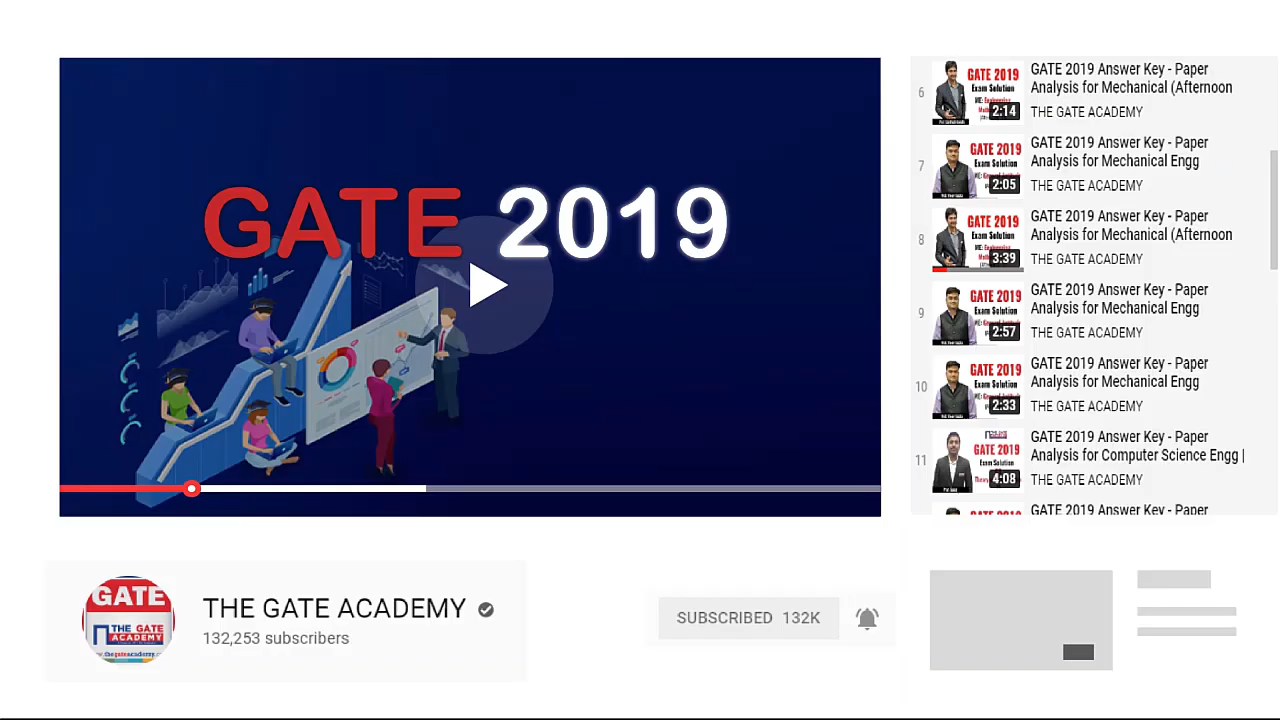 GATE 2019
6
GATE 2019
Exam Solution
2:14
GATE 2019 Answer Key - Paper
Analysis for Mechanical (Afternoon
THE GATE ACADEMY
7
GATE 2019
Exam Solution
2:05
GATE 2019 Answer Key - Paper
Analysis for Mechanical Engg
THE GATE ACADEMY
8
GATE 2019
Exam Solution
3:39
GATE 2019 Answer Key - Paper
Analysis for Mechanical (Afternoon
THE GATE ACADEMY
9
GATE 2019
Exam Solution
2:57
GATE 2019 Answer Key - Paper
Analysis for Mechanical Engg
THE GATE ACADEMY
10
GATE 2019
Exam Solution
2:33
GATE 2019 Answer Key - Paper
Analysis for Mechanical Engg
THE GATE ACADEMY
11
GATE 2019
Exam Solution
4:08
GATE 2019 Answer Key - Paper
Analysis for Computer Science Engg |
THE GATE ACADEMY
GATE 2019 Answer Key - Paper
GATE
THE GATE
ACADEMY
www.thegateacademy.c
THE GATE ACADEMY
132,253 subscribers
SUBSCRIBED 132K